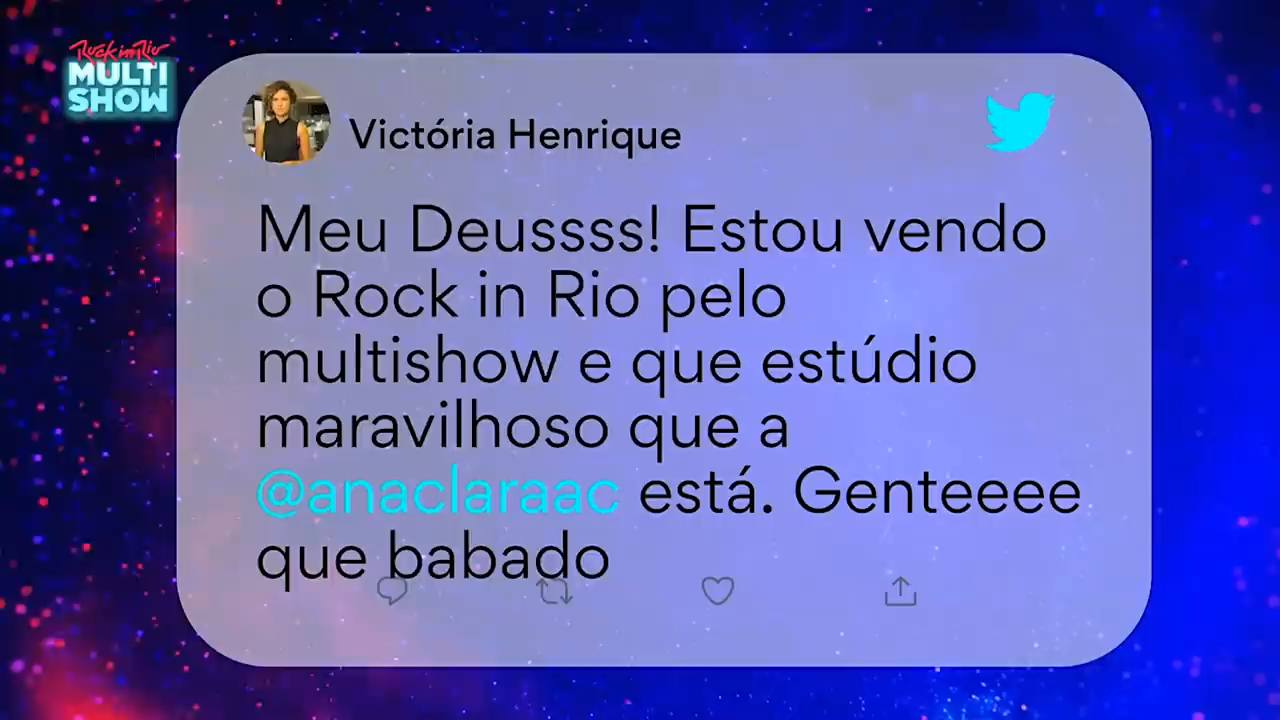 Rock in Rio
MULTI
SHOW
Victória Henrique
Meu Deussss! Estou vendo
o Rock in Rio pelo
multishow e que estúdio
maravilhoso que a
@anaclaraac está. Genteeee
que babado